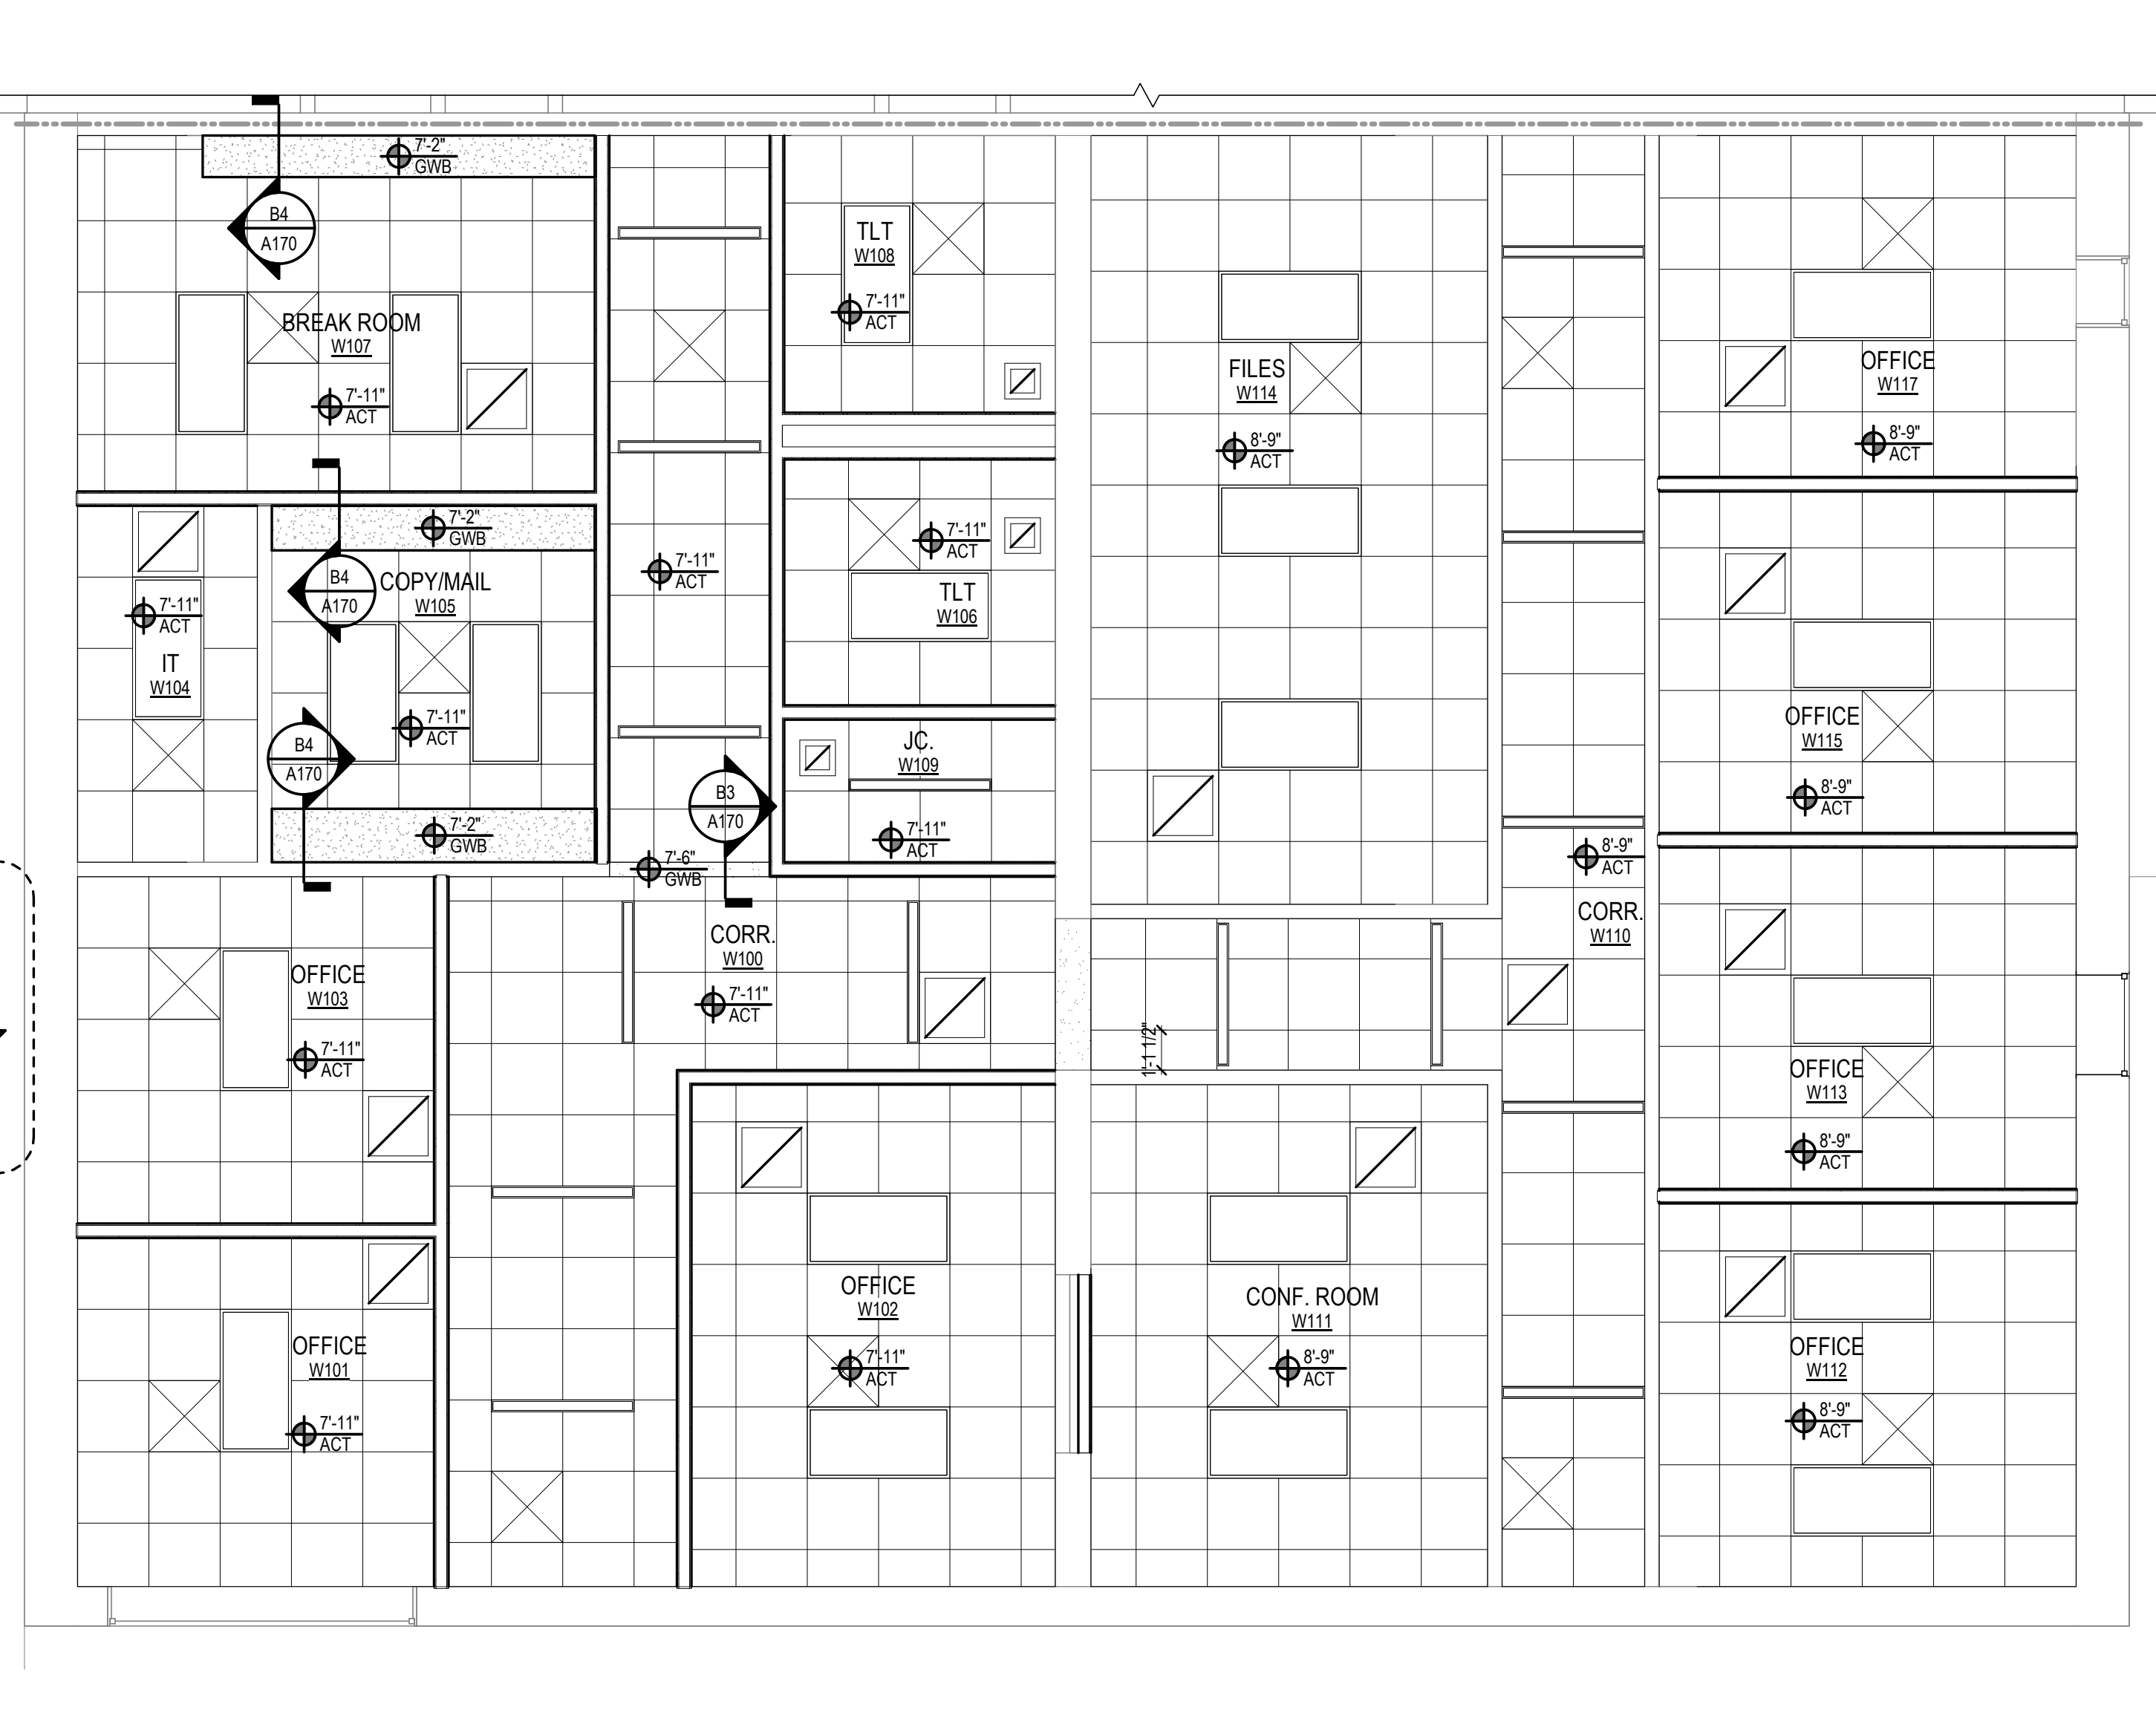 7'-2"
GWB
B4
A170
BREAK ROOM
W107
7'-11"
ACT
TLT
W108
7'-11"
ACT
FILES
W114
8'-9"
ACT
OFFICE
W117
8'-9"
ACT
7'-2"
GWB
B4
A170
COPY/MAIL
W105
7'-11"
ACT
IT
W104
7'-11"
ACT
B4
A170
7'-2"
GWB
7'-11"
ACT
7'-11"
ACT
TLT
W106
JC.
W109
7'-11"
ACT
B3
A170
7'-6"
GWB
OFFICE
W115
8'-9"
ACT
8'-9"
ACT
CORR.
W110
CORR.
W100
7'-11"
ACT
OFFICE
W103
7'-11"
ACT
1'-1 1/2"
OFFICE
W113
8'-9"
ACT
OFFICE
W101
7'-11"
ACT
OFFICE
W102
7'-11"
ACT
CONF. ROOM
W111
8'-9"
ACT
OFFICE
W112
8'-9"
ACT